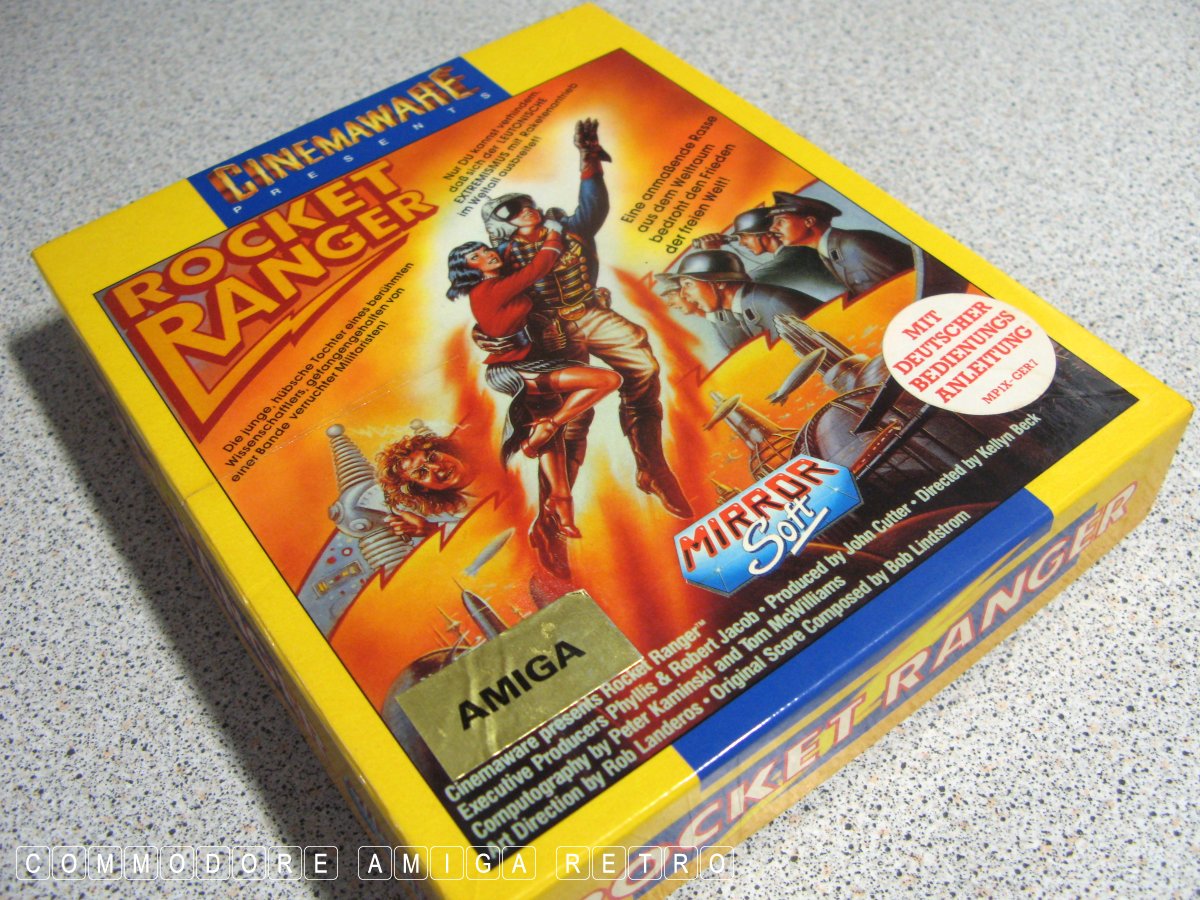 CINEMAWARE
PRESENTS
ROCKET
RANGER
Nur DU kannst verhindern
daß sich der LEUTONISCHE
EXTREMISMUS mit Raketenantrieb
im Weltall ausbreitet!
Eine anmaßende Rasse
aus dem Weltraum
bedroht den Frieden
der freien Welt!
Die junge, hübsche Tochter eines berühmten
Wissenschaftlers, gefangengehalten von
einer Bande verruchter Militaristen!
MIT
DEUTSCHER
BEDIENUNGS
ANLEITUNG
MPIX-GER7
MIRROR
Soft
AMIGA
Cinemaware presents Rocket Ranger™
Executive Producers Phyllis & Robert Jacob • Produced by John Cutter • Directed by Kellyn Beck
Computography by Peter Kaminski and Tom McWilliams
Art Direction by Rob Landeros • Original Score Composed by Bob Lindstrom
ROCKET RANGER
COMMODORE AMIGA RETRO